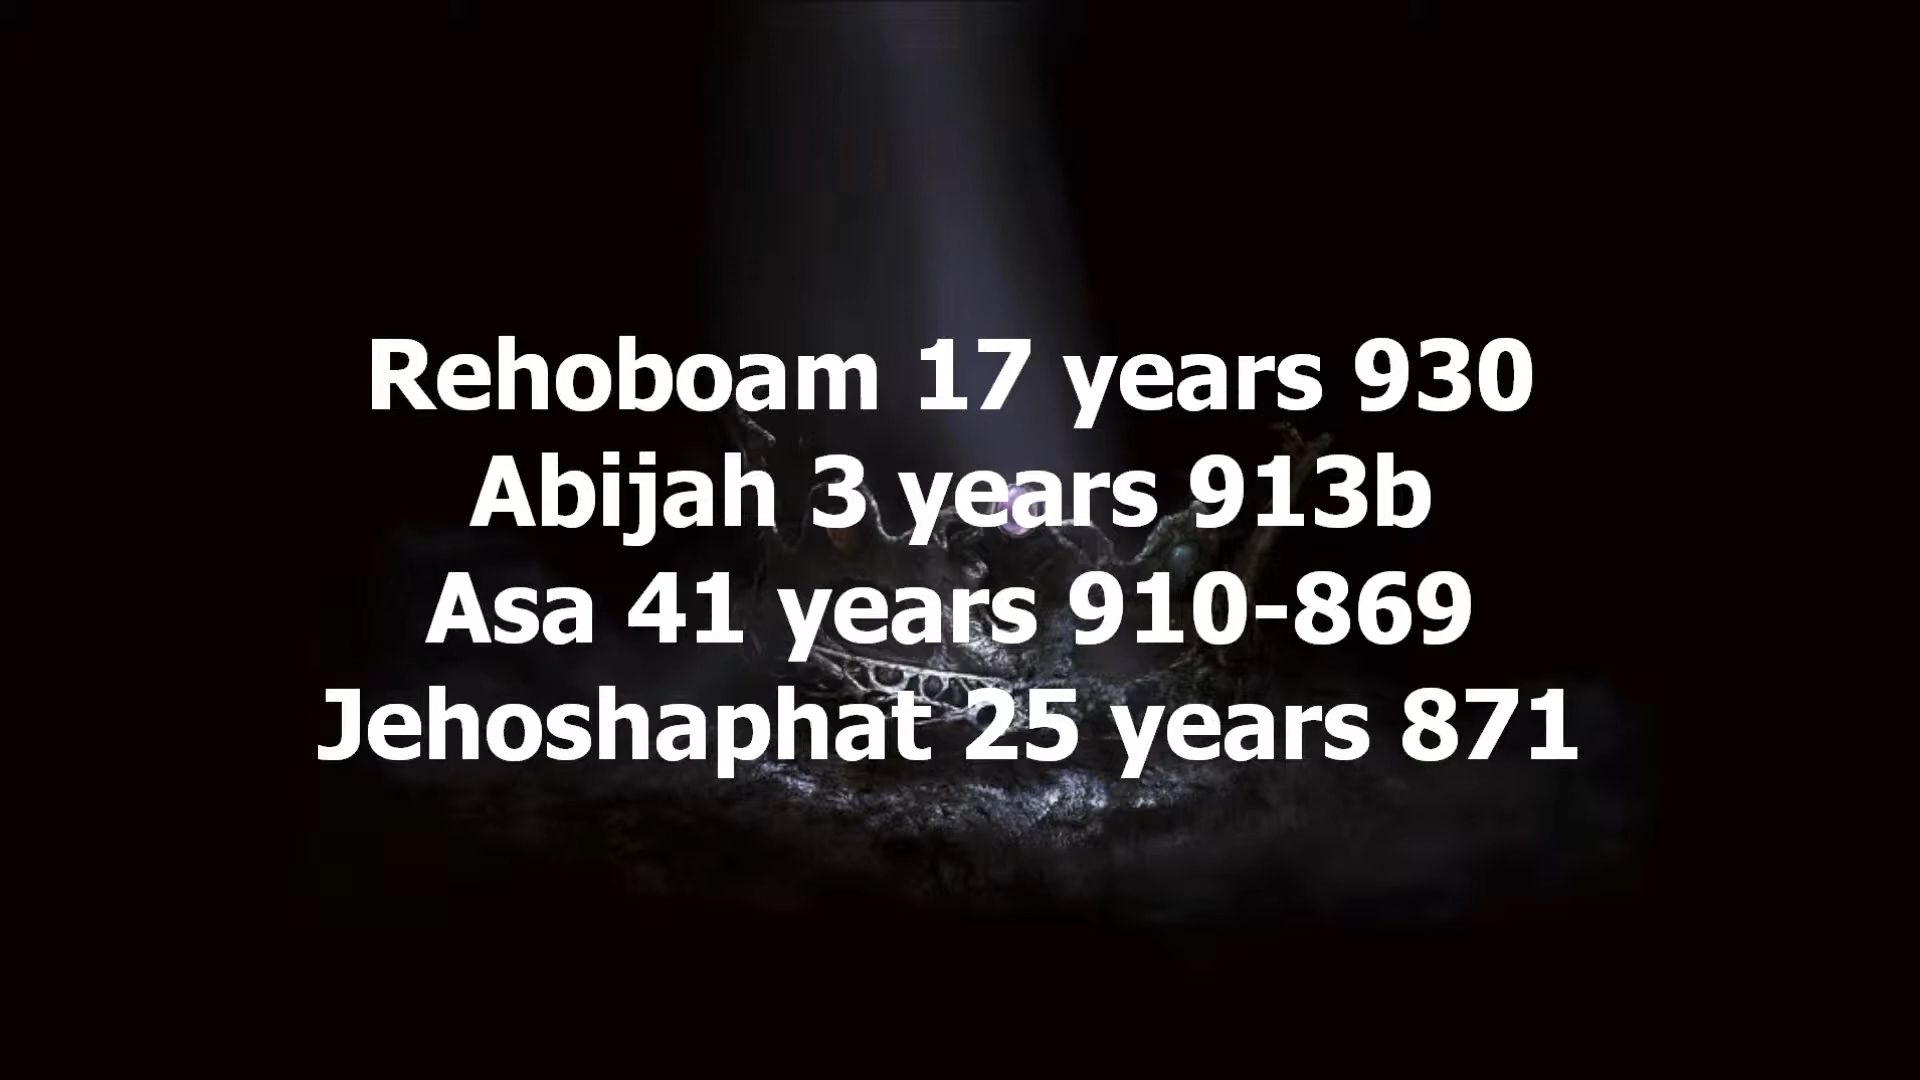 Rehoboam 17 years 930
Abijah 3 years 913b
Asa 41 years 910-869
Jehoshaphat 25 years 871